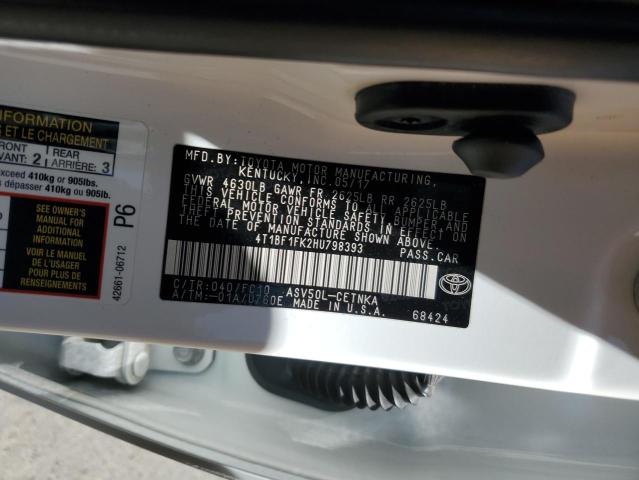 INFORMATION
ET LE CHARGEMENT
2
REAR
ARRIÈRE: 3
exceed 410kg or 905lbs.
dépasser 410kg ou 905lb.
SEE OWNER'S
MANUAL FOR
ADDITIONAL
INFORMATION
VOIR LE MANUEL
DE L'USAGER
POUR PLUS DE
RENSEIGNEMENTS
P6
42661-06712
MFD.BY: TOYOTA MOTOR MANUFACTURING,
KENTUCKY, INC. 05/17
GVWR 4630LB GAWR FR 2625LB RR 2625LB
THIS VEHICLE CONFORMS TO ALL APPLICABLE
FEDERAL MOTOR VEHICLE SAFETY, BUMPER,
AND THEFT PREVENTION STANDARDS IN EFFECT ON
THE DATE OF MANUFACTURE SHOWN ABOVE.
4T1BF1FK2HU798393 PASS.CAR
C/TR:040/FC10 ASV50L-CETNKA
A/TM:-01A/U760E MADE IN U.S.A.
68424
TOYOTA